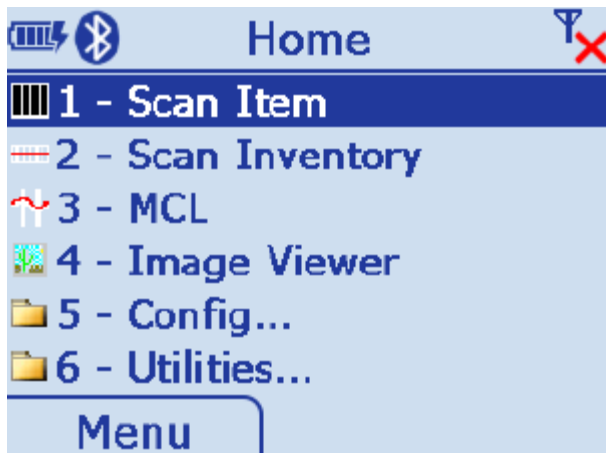 Home
1 - Scan Item
2 - Scan Inventory
3 - MCL
4 - Image Viewer
5 - Config...
6 - Utilities...
Menu